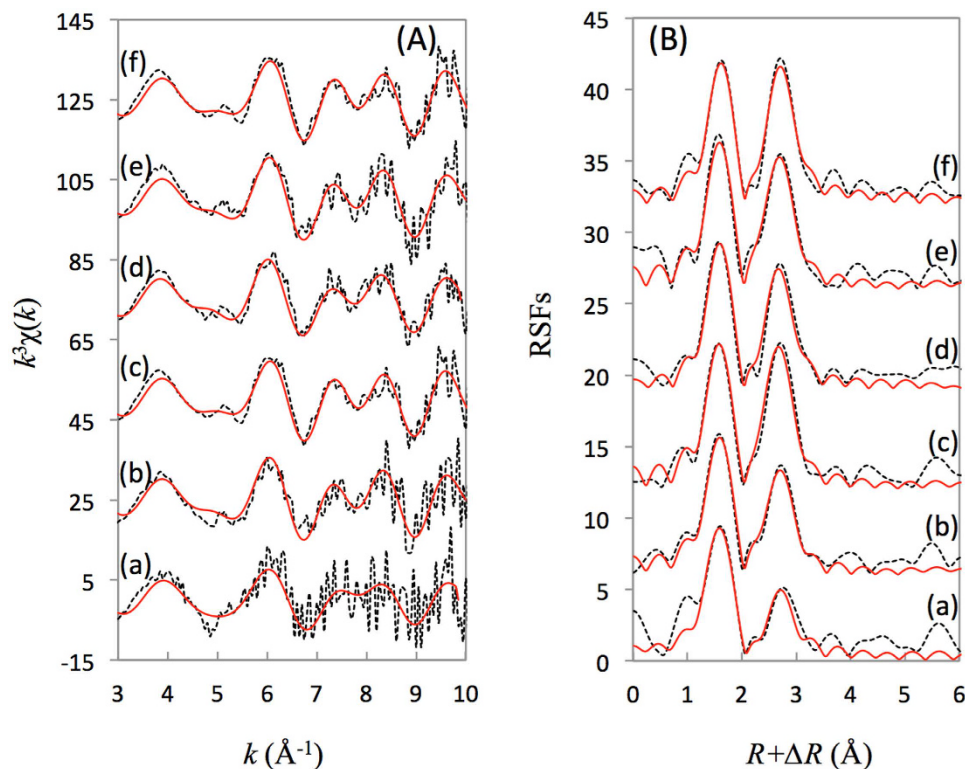 145
125
105
85
65
45
25
5
-15
(A)
(f)
(e)
(d)
(c)
(b)
(a)
3 4 5 6 7 8 9 10
k³χ(k)
k (Å⁻¹)
45
40
35
30
25
20
15
10
5
0
(B)
(f)
(e)
(d)
(c)
(b)
(a)
0 1 2 3 4 5 6
RSFs
R+ΔR (Å)